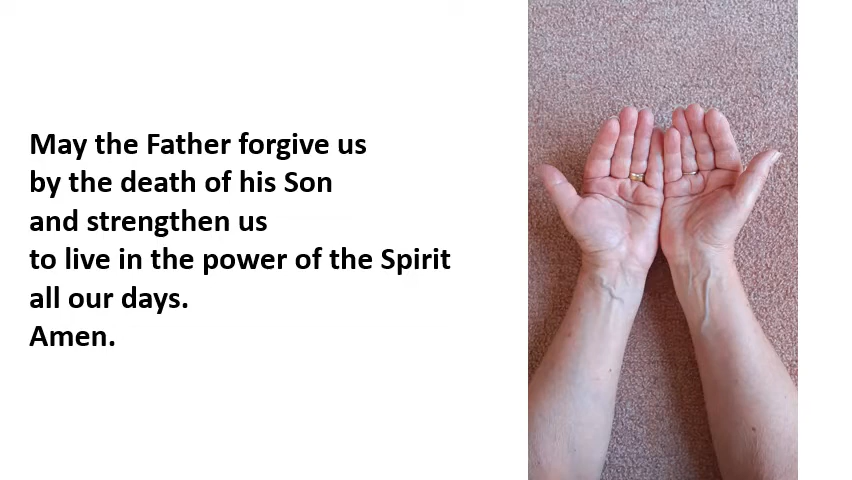 May the Father forgive us
by the death of his Son
and strengthen us
to live in the power of the Spirit
all our days.
Amen.